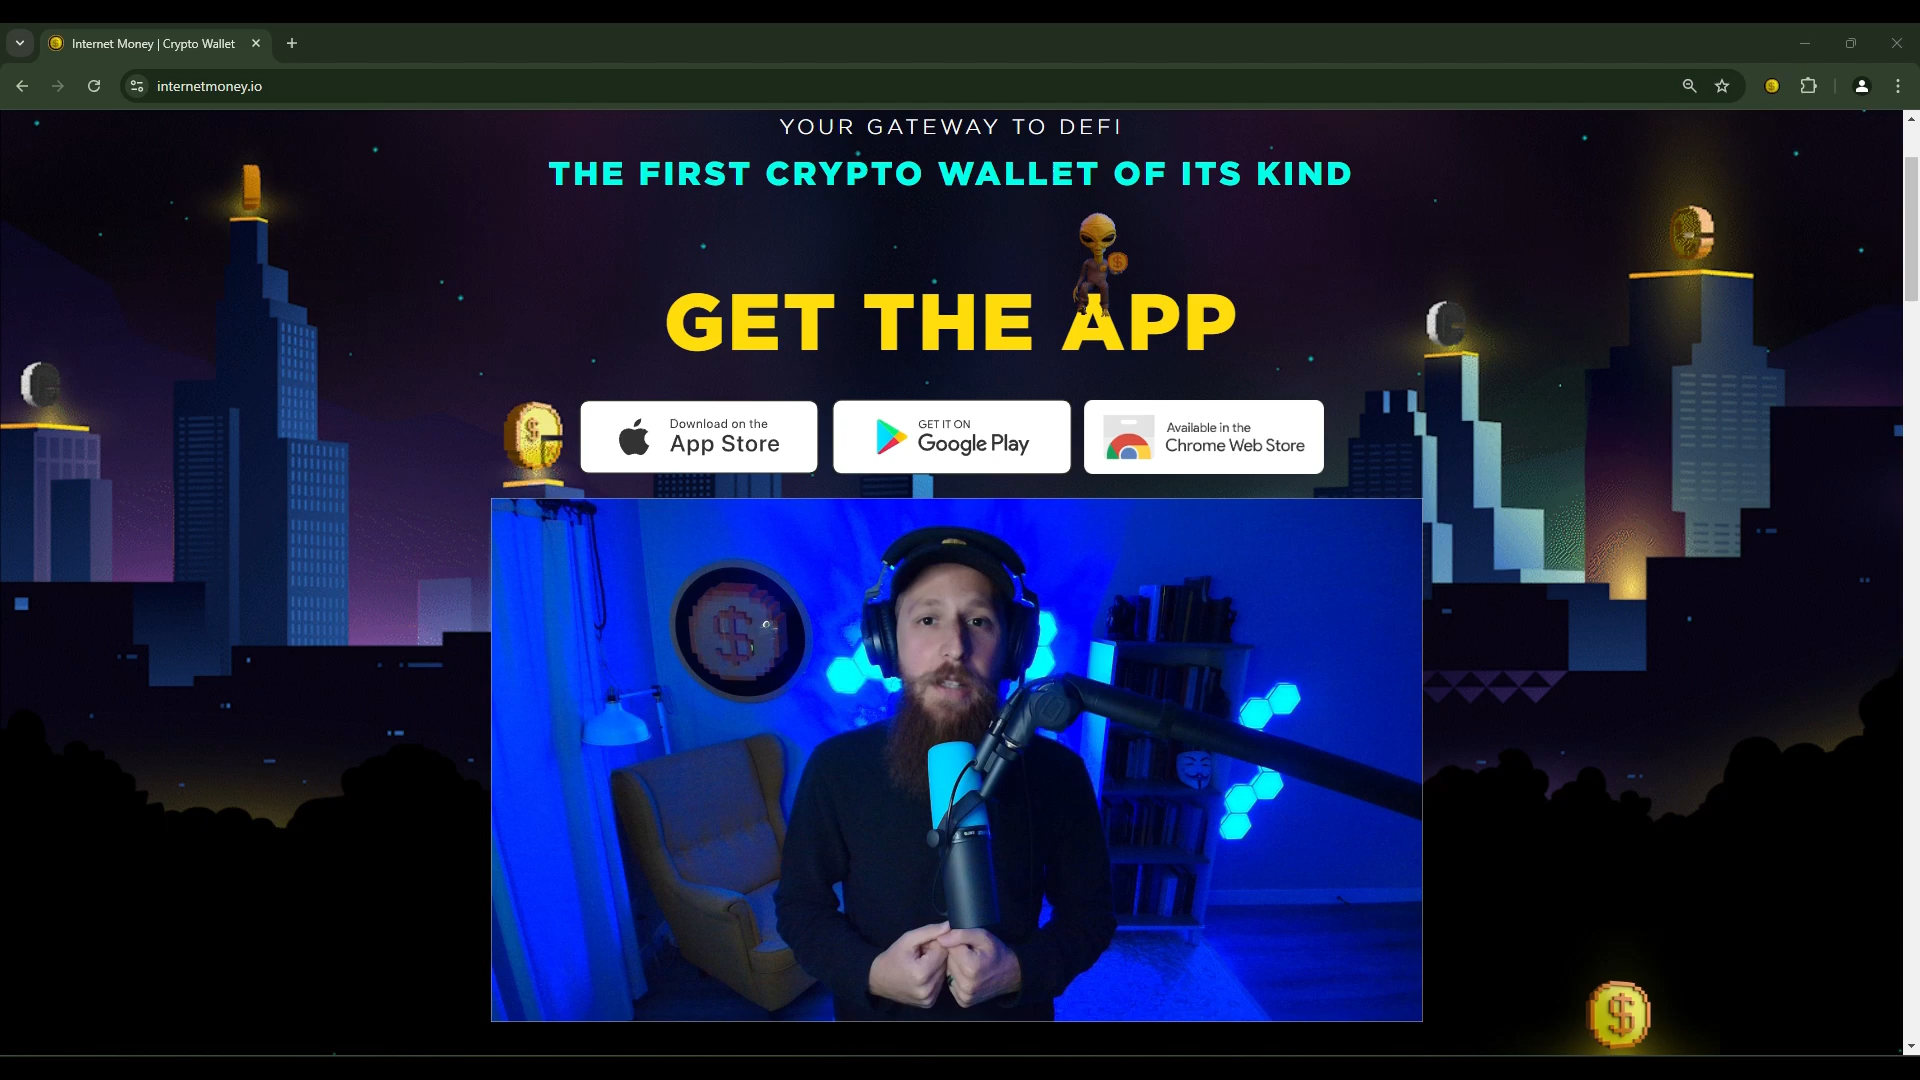 Internet Money | Crypto Wallet
internetmoney.io
YOUR GATEWAY TO DEFI
THE FIRST CRYPTO WALLET OF ITS KIND
GET THE APP
Download on the
App Store
GET IT ON
Google Play
Available in the
Chrome Web Store